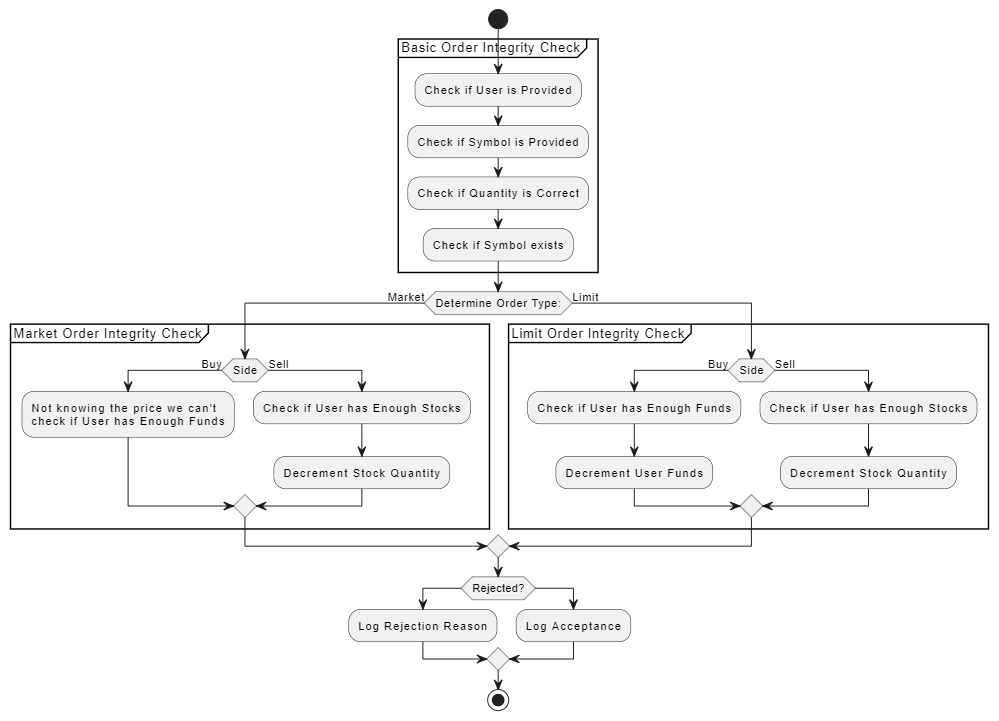 Basic Order Integrity Check
Check if User is Provided
Check if Symbol is Provided
Check if Quantity is Correct
Check if Symbol exists
Market
Determine Order Type:
Limit
Market Order Integrity Check
Buy
Side
Sell
Not knowing the price we can't
check if User has Enough Funds
Check if User has Enough Stocks
Decrement Stock Quantity
Limit Order Integrity Check
Buy
Side
Sell
Check if User has Enough Funds
Check if User has Enough Stocks
Decrement User Funds
Decrement Stock Quantity
Rejected?
Log Rejection Reason
Log Acceptance